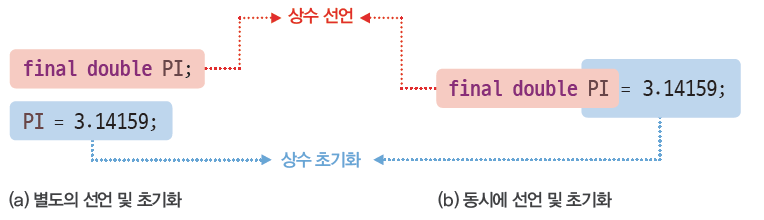 상수 선언
final double PI;
final double PI = 3.14159;
PI = 3.14159;
상수 초기화
(a) 별도의 선언 및 초기화
(b) 동시에 선언 및 초기화